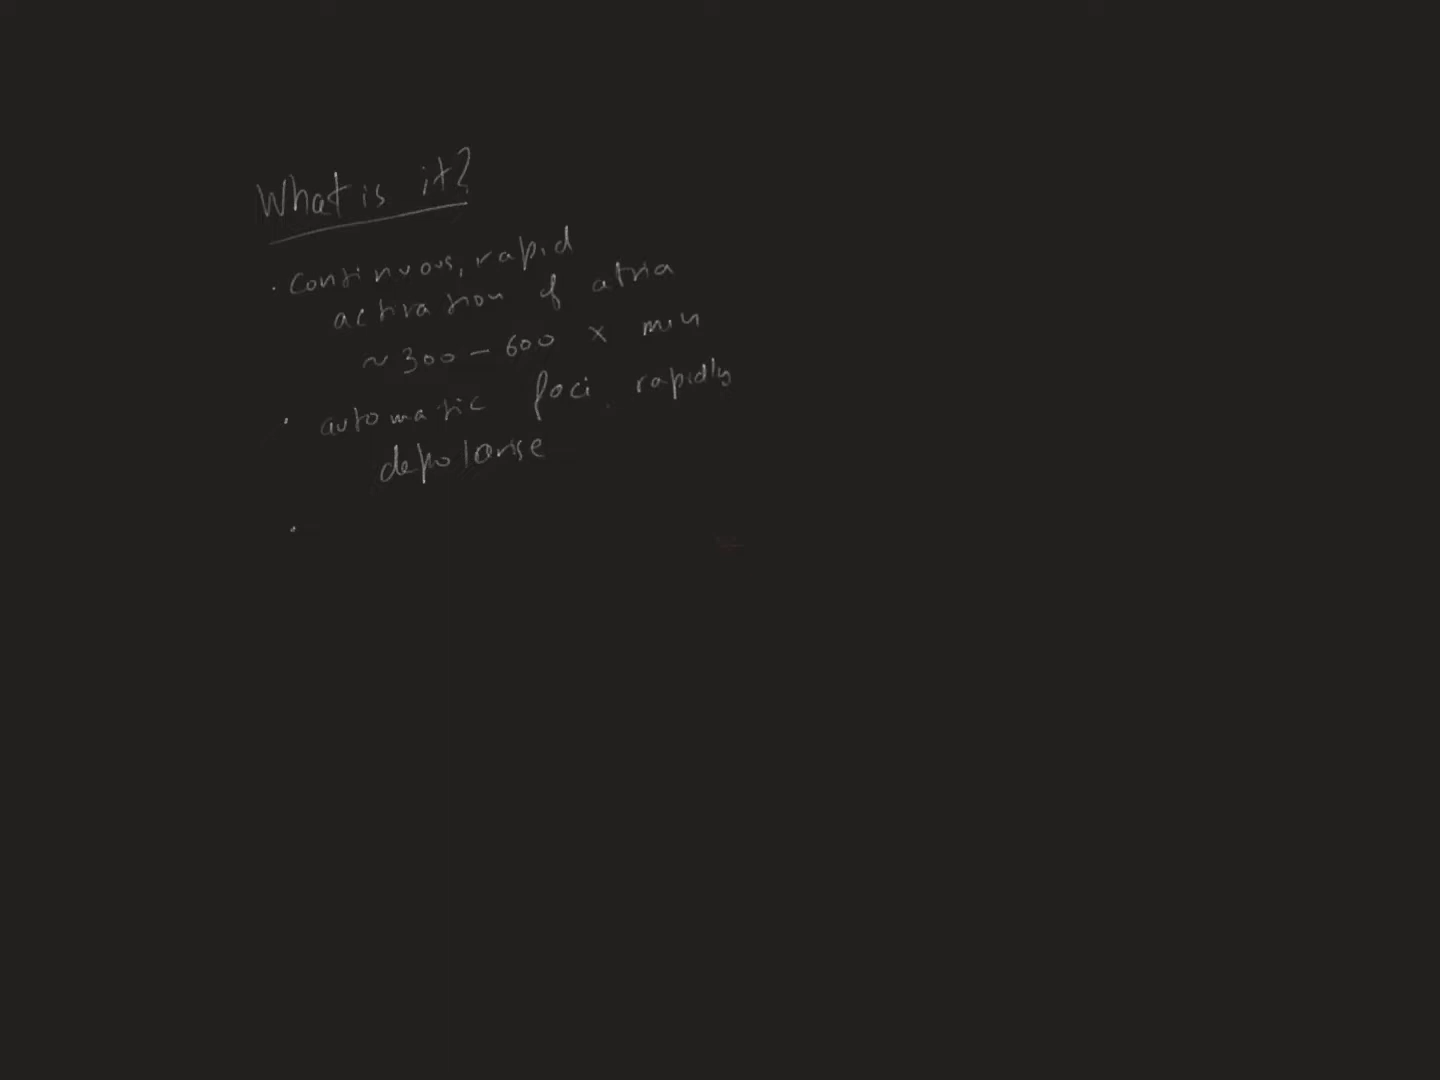 What is it?
· continuous, rapid
activation of atria
~ 300 - 600 x min
· automatic foci rapidly
depolarise
·